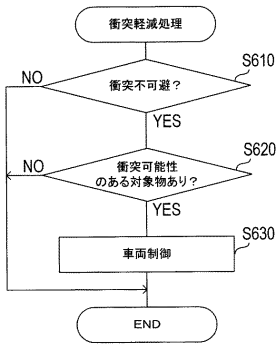 衝突軽減処理
S610
NO
衝突不可避?
YES
S620
NO
衝突可能性
のある対象物あり?
YES
S630
車両制御
END